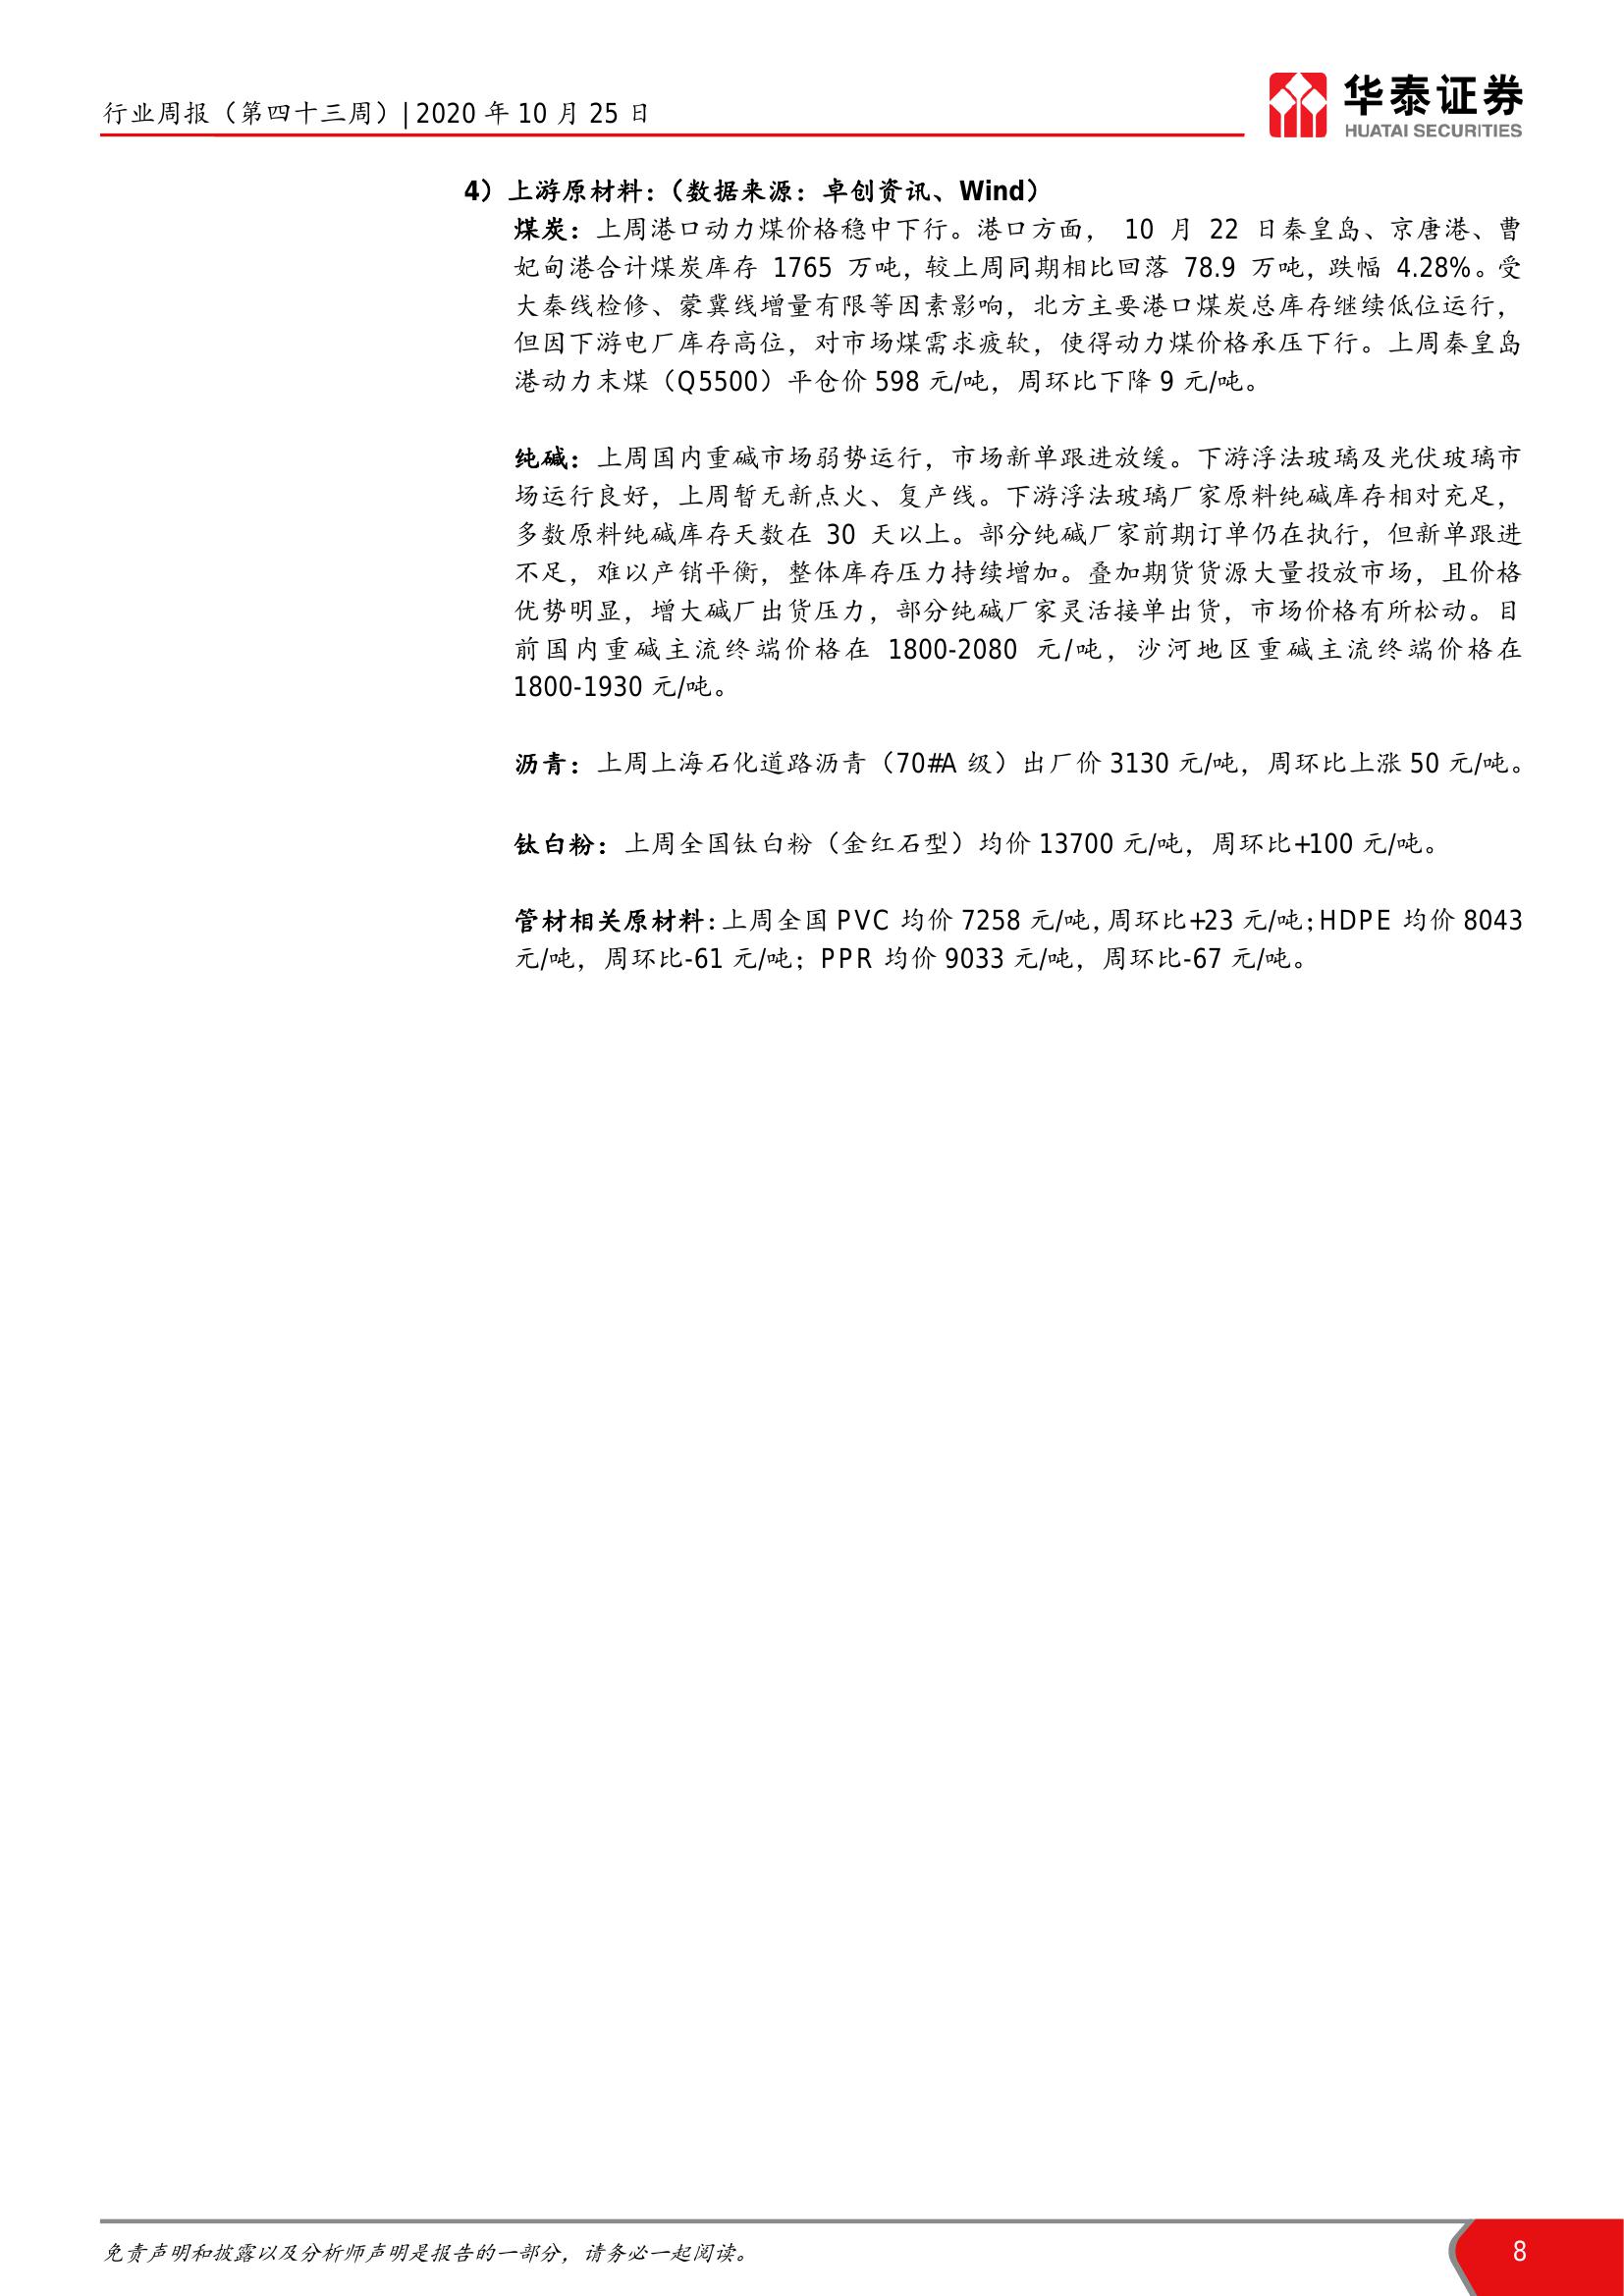 行业周报（第四十三周）| 2020 年 10 月 25 日
华泰证券
HUATAI SECURITIES
4）上游原材料：（数据来源：卓创资讯、Wind）
煤炭：上周港口动力煤价格稳中下行。港口方面， 10 月 22 日秦皇岛、京唐港、曹
妃甸港合计煤炭库存 1765 万吨，较上周同期相比回落 78.9 万吨，跌幅 4.28%。受
大秦线检修、蒙冀线增量有限等因素影响，北方主要港口煤炭总库存继续低位运行，
但因下游电厂库存高位，对市场煤需求疲软，使得动力煤价格承压下行。上周秦皇岛
港动力末煤（Q5500）平仓价 598 元/吨，周环比下降 9 元/吨。
纯碱：上周国内重碱市场弱势运行，市场新单跟进放缓。下游浮法玻璃及光伏玻璃市
场运行良好，上周暂无新点火、复产线。下游浮法玻璃厂家原料纯碱库存相对充足，
多数原料纯碱库存天数在 30 天以上。部分纯碱厂家前期订单仍在执行，但新单跟进
不足，难以产销平衡，整体库存压力持续增加。叠加期货货源大量投放市场，且价格
优势明显，增大碱厂出货压力，部分纯碱厂家灵活接单出货，市场价格有所松动。目
前国内重碱主流终端价格在 1800-2080 元/吨，沙河地区重碱主流终端价格在
1800-1930 元/吨。
沥青：上周上海石化道路沥青（70#A 级）出厂价 3130 元/吨，周环比上涨 50 元/吨。
钛白粉：上周全国钛白粉（金红石型）均价 13700 元/吨，周环比+100 元/吨。
管材相关原材料：上周全国 PVC 均价 7258 元/吨，周环比+23 元/吨；HDPE 均价 8043
元/吨，周环比-61 元/吨；PPR 均价 9033 元/吨，周环比-67 元/吨。
免责声明和披露以及分析师声明是报告的一部分，请务必一起阅读。
8